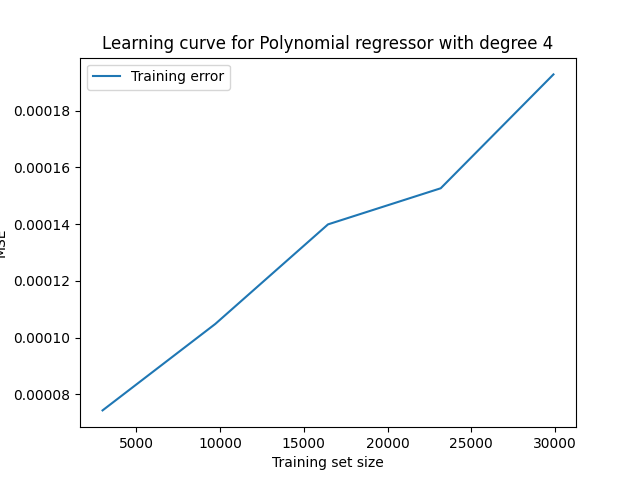 Learning curve for Polynomial regressor with degree 4
Training error
0.00018
0.00016
0.00014
MSE
0.00012
0.00010
0.00008
5000 10000 15000 20000 25000 30000
Training set size